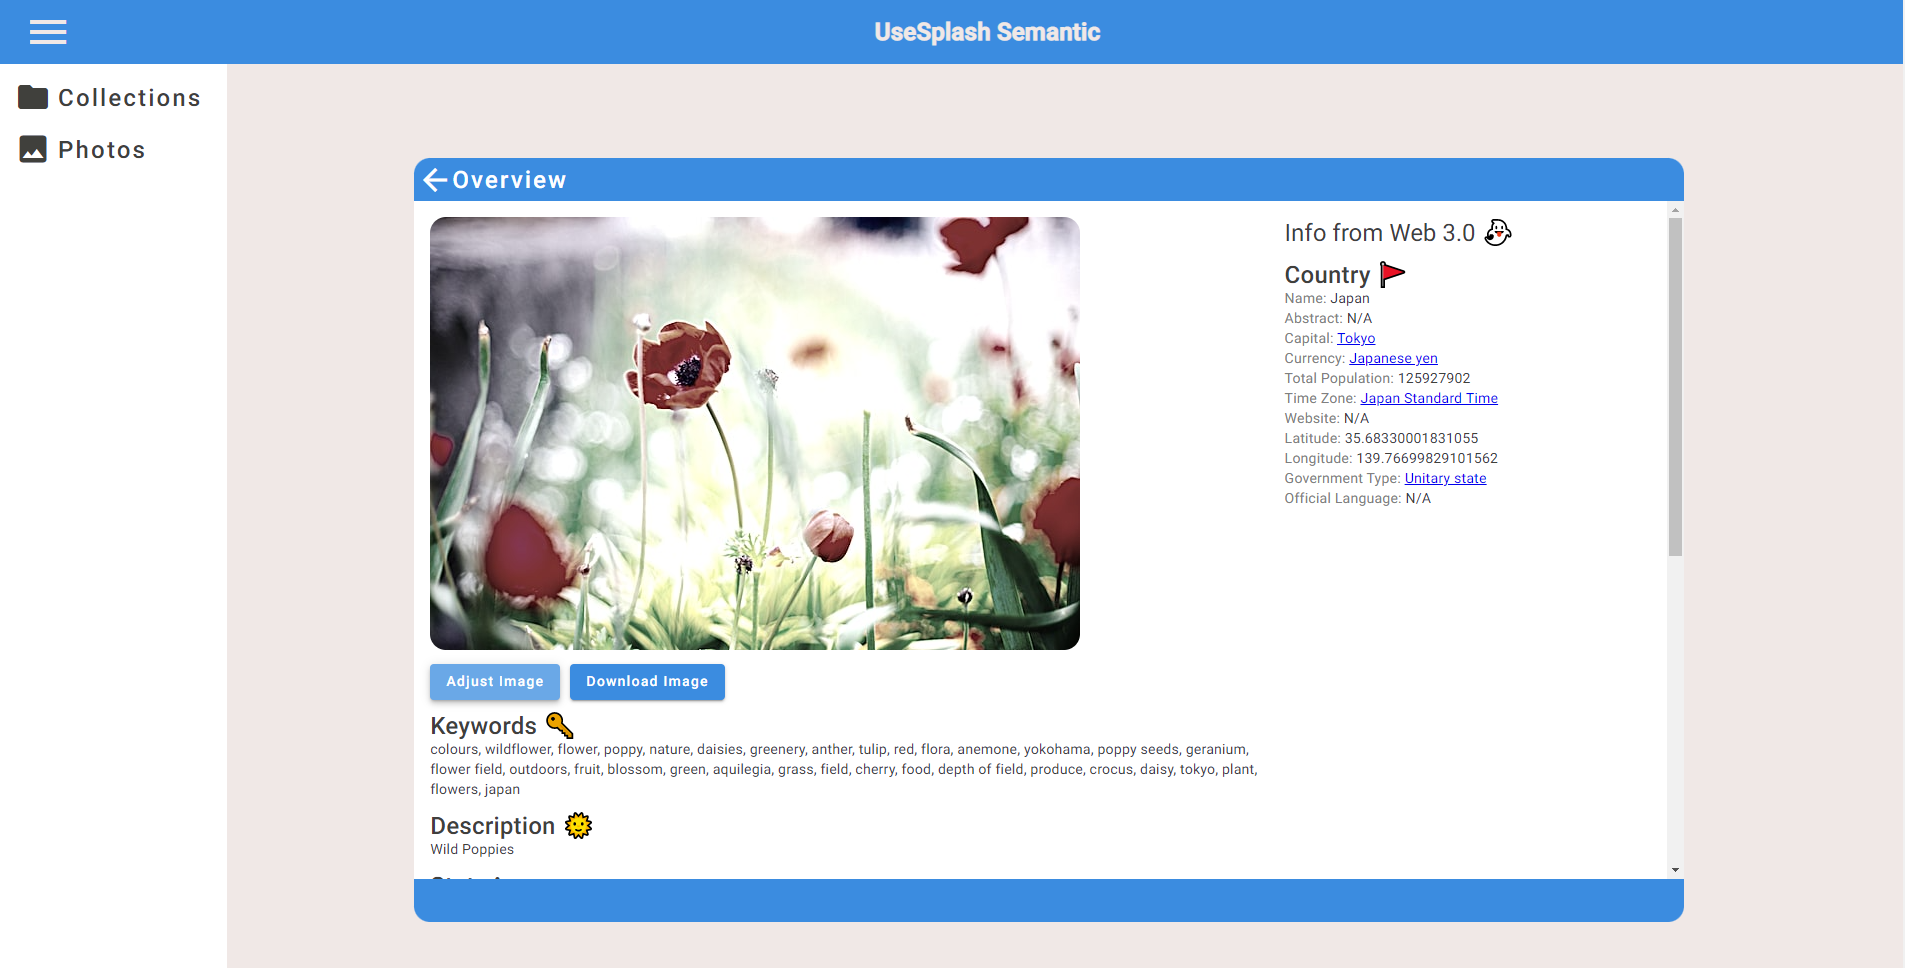 UseSplash Semantic
Collections
Photos
Overview
Adjust Image
Download Image
Keywords
colours, wildflower, flower, poppy, nature, daisies, greenery, anther, tulip, red, flora, anemone, yokohama, poppy seeds, geranium,
flower field, outdoors, fruit, blossom, green, aquilegia, grass, field, cherry, food, depth of field, produce, crocus, daisy, tokyo, plant,
flowers, japan
Description
Wild Poppies
Info from Web 3.0
Country
Name: Japan
Abstract: N/A
Capital: Tokyo
Currency: Japanese yen
Total Population: 125927902
Time Zone: Japan Standard Time
Website: N/A
Latitude: 35.68330001831055
Longitude: 139.76699829101562
Government Type: Unitary state
Official Language: N/A